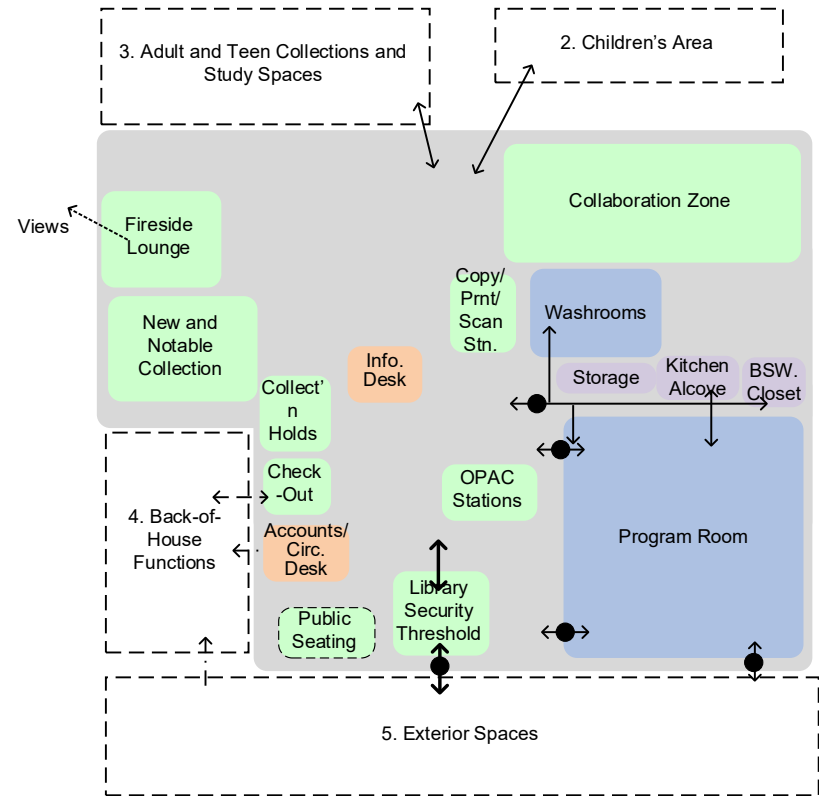 3. Adult and Teen Collections and
Study Spaces
2. Children’s Area
Collaboration Zone
Views
Fireside
Lounge
Copy/
Prnt/
Scan
Stn.
Washrooms
New and
Notable
Collection
Info.
Desk
Storage
Kitchen
Alcove
BSW.
Closet
Collect’
n
Holds
Check
-Out
OPAC
Stations
4. Back-of-
House
Functions
Accounts/
Circ.
Desk
Program Room
Library
Security
Threshold
Public
Seating
5. Exterior Spaces